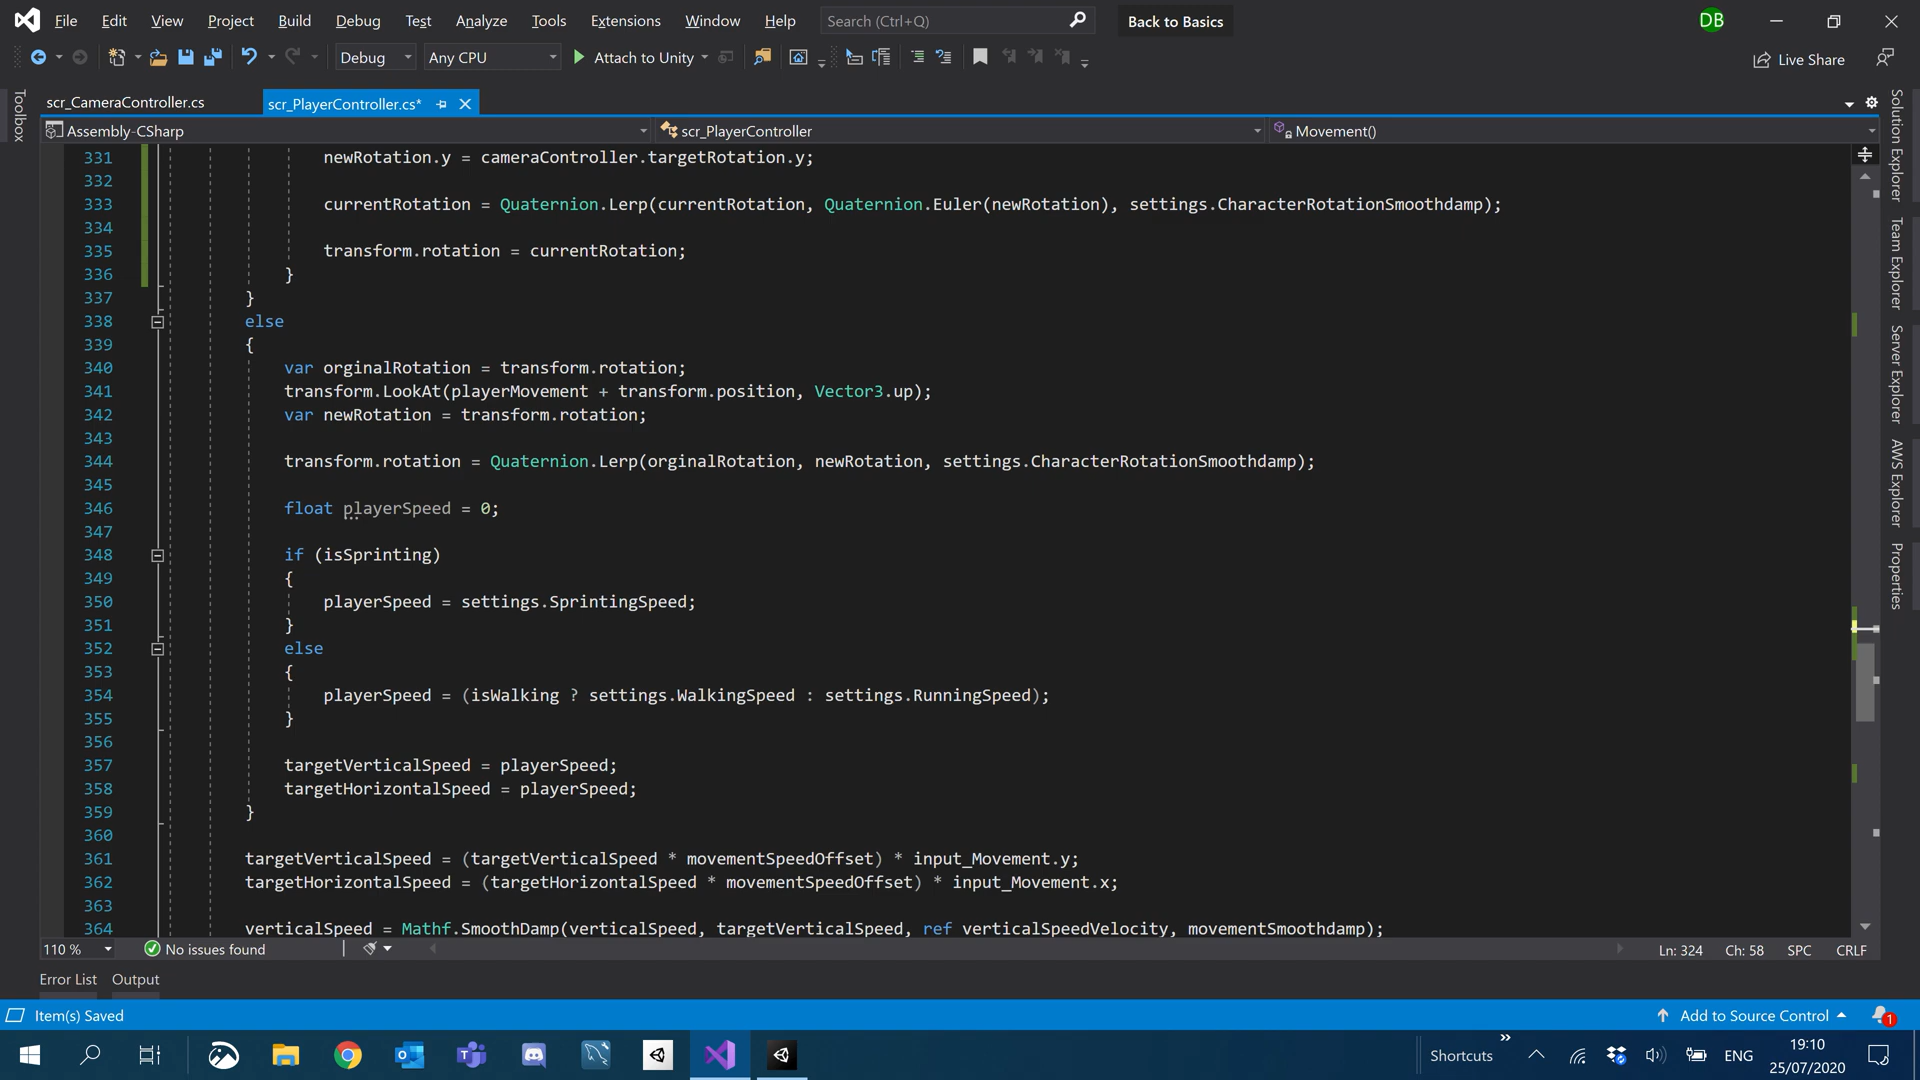 File Edit View Project Build Debug Test Analyze Tools Extensions Window Help Search (Ctrl+Q) Back to Basics DB
Debug Any CPU Attach to Unity Live Share
Toolbox
scr_CameraController.cs scr_PlayerController.cs*
Assembly-CSharp scr_PlayerController Movement()
331 newRotation.y = cameraController.targetRotation.y;
332
333 currentRotation = Quaternion.Lerp(currentRotation, Quaternion.Euler(newRotation), settings.CharacterRotationSmoothdamp);
334
335 transform.rotation = currentRotation;
336 }
337 }
338 else
339 {
340 var orginalRotation = transform.rotation;
341 transform.LookAt(playerMovement + transform.position, Vector3.up);
342 var newRotation = transform.rotation;
343
344 transform.rotation = Quaternion.Lerp(orginalRotation, newRotation, settings.CharacterRotationSmoothdamp);
345
346 float playerSpeed = 0;
347
348 if (isSprinting)
349 {
350 playerSpeed = settings.SprintingSpeed;
351 }
352 else
353 {
354 playerSpeed = (isWalking ? settings.WalkingSpeed : settings.RunningSpeed);
355 }
356
357 targetVerticalSpeed = playerSpeed;
358 targetHorizontalSpeed = playerSpeed;
359 }
360
361 targetVerticalSpeed = (targetVerticalSpeed * movementSpeedOffset) * input_Movement.y;
362 targetHorizontalSpeed = (targetHorizontalSpeed * movementSpeedOffset) * input_Movement.x;
363
364 verticalSpeed = Mathf.SmoothDamp(verticalSpeed, targetVerticalSpeed, ref verticalSpeedVelocity, movementSmoothdamp);
Solution Explorer
Team Explorer
Server Explorer
AWS Explorer
Properties
110 % No issues found Ln: 324 Ch: 58 SPC CRLF
Error List Output
Item(s) Saved Add to Source Control 1
Shortcuts ENG 19:10
25/07/2020